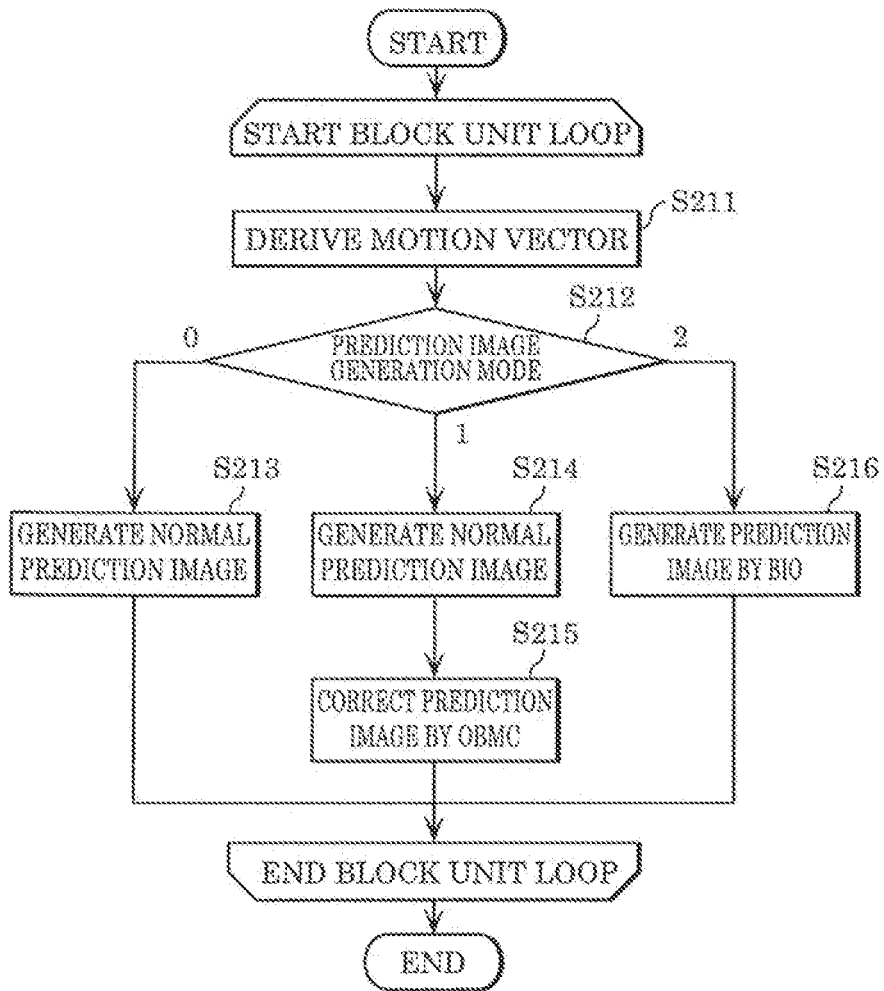 START
START BLOCK UNIT LOOP
S211
DERIVE MOTION VECTOR
S212
0
PREDICTION IMAGE
GENERATION MODE
2
1
S213
GENERATE NORMAL
PREDICTION IMAGE
S214
GENERATE NORMAL
PREDICTION IMAGE
S216
GENERATE PREDICTION
IMAGE BY BIO
S215
CORRECT PREDICTION
IMAGE BY OBMC
END BLOCK UNIT LOOP
END